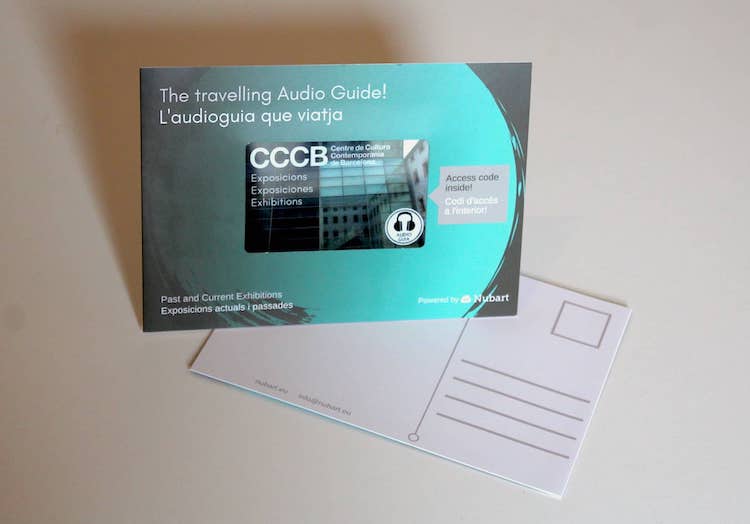 The travelling Audio Guide!
L'audioguia que viatja
CCCB
Centre de Cultura
Contemporània
de Barcelona
Exposicions
Exposiciones
Exhibitions
AUDIO
Access code
inside!
Codi d'accés
a l'interior!
Past and Current Exhibitions
Exposicions actuals i passades
Powered by Nubart
nubart.eu
info@nubart.eu